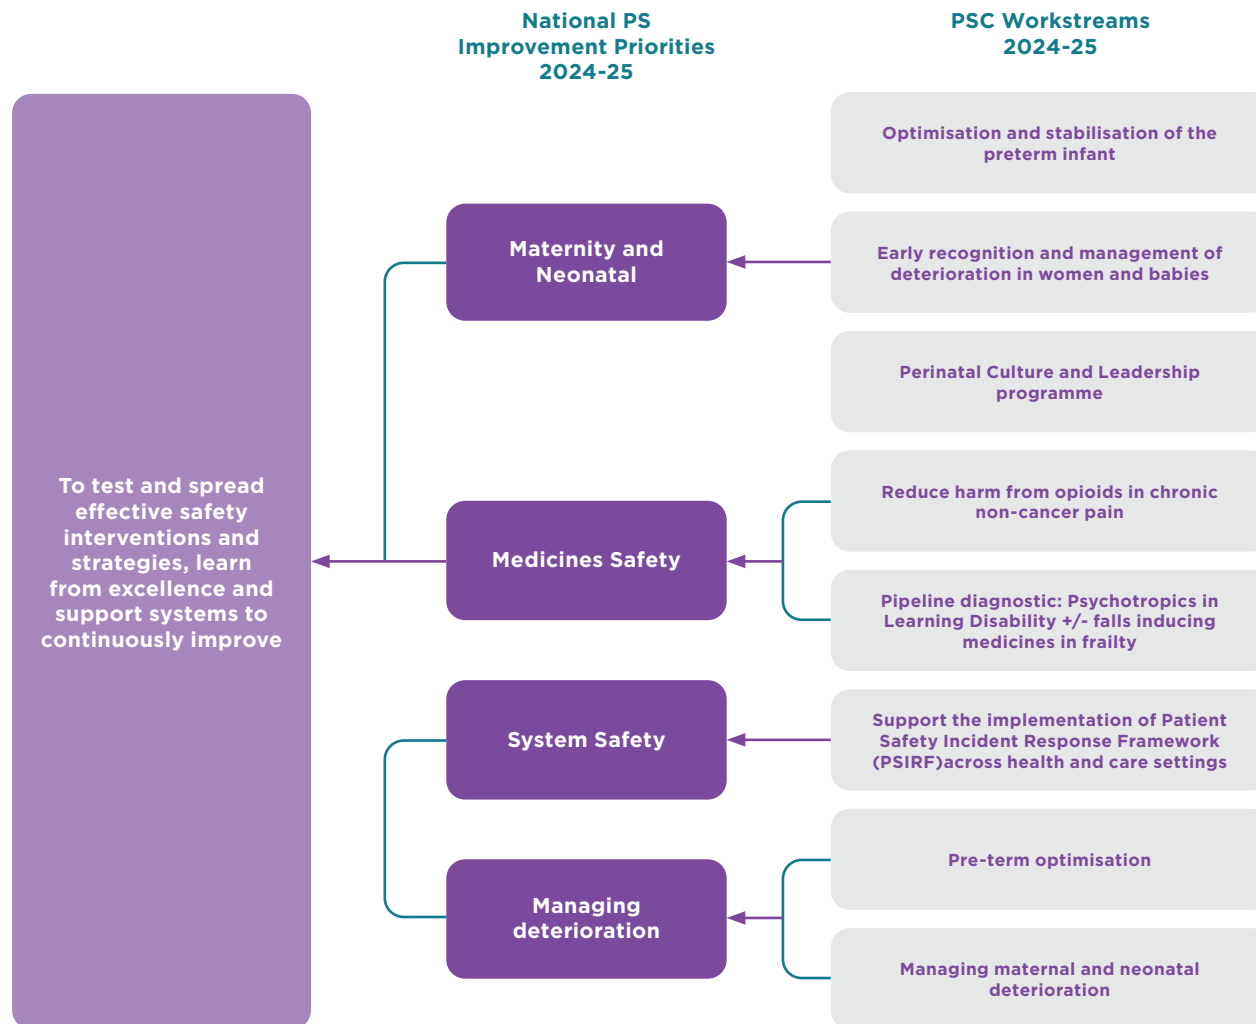 National PS
Improvement Priorities
2024-25
PSC Workstreams
2024-25
To test and spread
effective safety
interventions and
strategies, learn
from excellence and
support systems to
continuously improve
Maternity and
Neonatal
Medicines Safety
System Safety
Managing
deterioration
Optimisation and stabilisation of the
preterm infant
Early recognition and management of
deterioration in women and babies
Perinatal Culture and Leadership
programme
Reduce harm from opioids in chronic
non-cancer pain
Pipeline diagnostic: Psychotropics in
Learning Disability +/- falls inducing
medicines in frailty
Support the implementation of Patient
Safety Incident Response Framework
(PSIRF)across health and care settings
Pre-term optimisation
Managing maternal and neonatal
deterioration